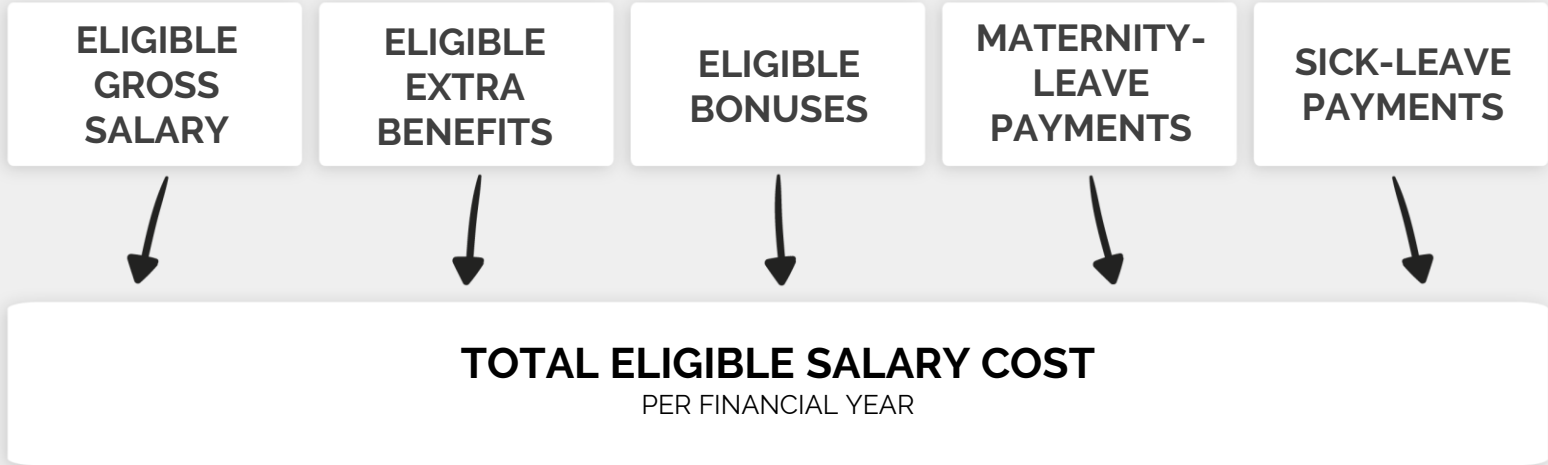 ELIGIBLE
GROSS
SALARY
ELIGIBLE
EXTRA
BENEFITS
ELIGIBLE
BONUSES
MATERNITY-
LEAVE
PAYMENTS
SICK-LEAVE
PAYMENTS
TOTAL ELIGIBLE SALARY COST
PER FINANCIAL YEAR